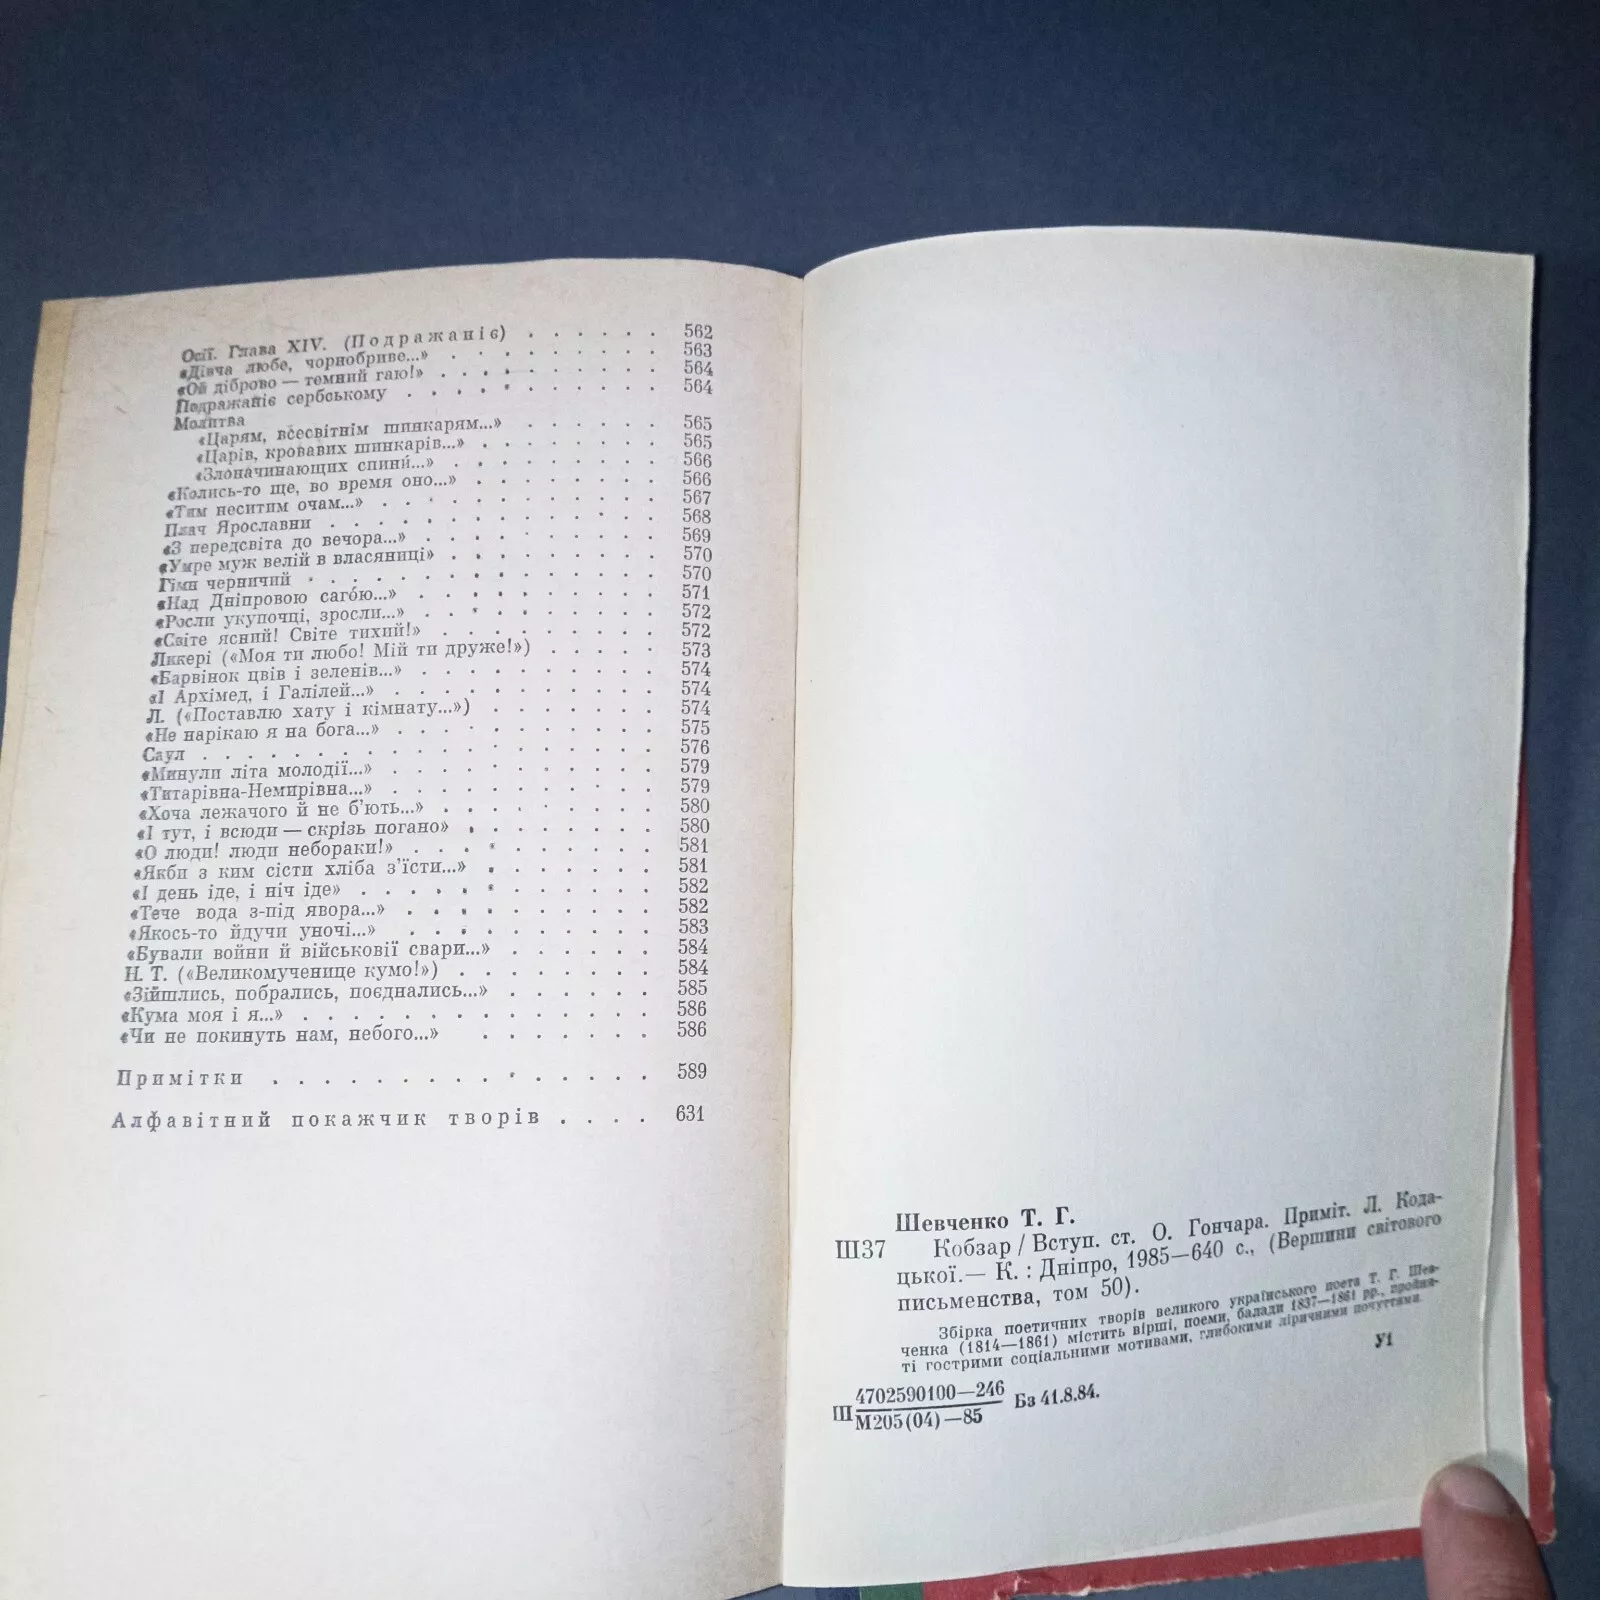 Осії. Глава XIV. (Подражаніє) . . . . . . 562
«Дівча любе, чорнобриве...» . . . . . . . . . 563
«Ой діброво — темний гаю!» . . . . . . . . . 564
Подражаніє сербському . . . . . . . . . . 564
Молитва
«Царям, всесвітнім шинкарям...» . . . . . . 565
«Царів, кровавих шинкарів...» . . . . . . . 565
«Злоначинающих спини́...» . . . . . . . . . 566
«Колись-то ще, во время оно...» . . . . . . . . 566
«Тим неситим очам...» . . . . . . . . . . . 567
Плач Ярославни . . . . . . . . . . . . . . 568
«З передсвіта до вечора...» . . . . . . . . . . 569
«Умре муж велій в власяниці» . . . . . . . . . 570
Гімн черничий . . . . . . . . . . . . . . 570
«Над Дніпровою саго́ю...» . . . . . . . . . . 571
«Росли укупочці, зросли...» . . . . . . . . . . 572
«Світе ясний! Світе тихий!» . . . . . . . . . 572
Ликері («Моя ти любо! Мій ти друже!») . . . . . 573
«Барвінок цвів і зеленів...» . . . . . . . . . . 574
«І Архімед, і Галілей...» . . . . . . . . . . . 574
Л. («Поставлю хату і кімнату...») . . . . . . . . 574
«Не нарікаю я на бога...» . . . . . . . . . . . 575
Саул . . . . . . . . . . . . . . . . . . . 576
«Минули літа молодії...» . . . . . . . . . . . 579
«Титарівна-Немирівна...» . . . . . . . . . . . 579
«Хоча лежачого й не б'ють...» . . . . . . . . . 580
«І тут, і всюди — скрізь погано» . . . . . . . . 580
«О люди! люди небораки!» . . . . . . . . . . 581
«Якби з ким сісти хліба з'їсти...» . . . . . . . 581
«І день іде, і ніч іде» . . . . . . . . . . . . 582
«Тече вода з-під явора...» . . . . . . . . . . 582
«Якось-то йдучи уночі...» . . . . . . . . . . 583
«Бували войни й військовії свари...» . . . . . . 584
Н. Т. («Великомученице кумо!») . . . . . . . . 584
«Зійшлись, побрались, поєднались...» . . . . . . 585
«Кума моя і я...» . . . . . . . . . . . . . . 586
«Чи не покинуть нам, небого...» . . . . . . . 586
Примітки . . . . . . . . . . . . . . . . 589
Алфавітний покажчик творів . . . . 631
Шевченко Т. Г.
Ш37 Кобзар / Вступ. ст. О. Гончара. Приміт. Л. Кода-
цької.— К. : Дніпро, 1985—640 с., (Вершини світового
письменства, том 50).
Збірка поетичних творів великого українського поета Т. Г. Шев-
ченка (1814—1861) містить вірші, поеми, балади 1837—1861 рр., пройня-
ті гострими соціальними мотивами, глибокими ліричними почуттями.
У1
Ш 4702590100—246
М205(04)—85 Бз 41.8.84.